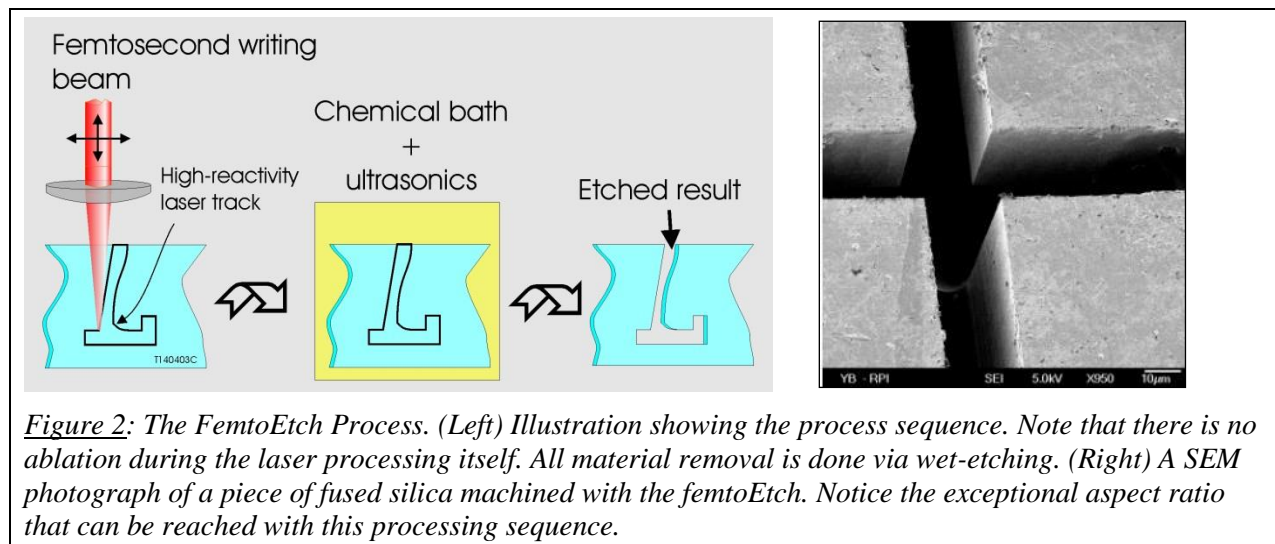 Femtosecond writing
beam
High-reactivity
laser track
T140403C
Chemical bath
+
ultrasonics
Etched result
YB - RPI SEI 5.0kV X950 10µm
Figure 2: The FemtoEtch Process. (Left) Illustration showing the process sequence. Note that there is no
ablation during the laser processing itself. All material removal is done via wet-etching. (Right) A SEM
photograph of a piece of fused silica machined with the femtoEtch. Notice the exceptional aspect ratio
that can be reached with this processing sequence.